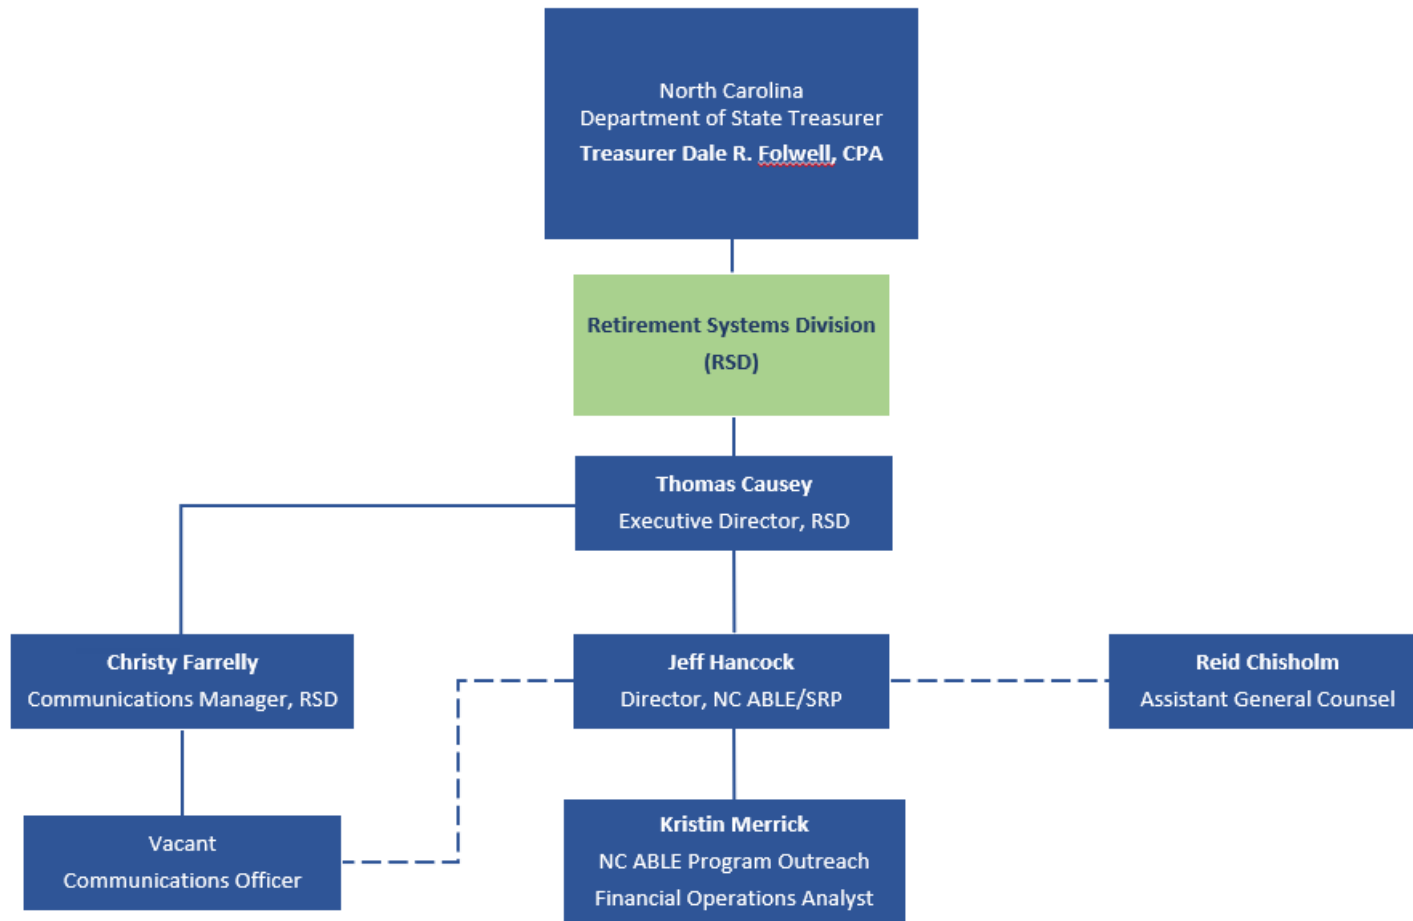 North Carolina
Department of State Treasurer
Treasurer Dale R. Folwell, CPA
Retirement Systems Division
(RSD)
Thomas Causey
Executive Director, RSD
Christy Farrelly
Communications Manager, RSD
Jeff Hancock
Director, NC ABLE/SRP
Reid Chisholm
Assistant General Counsel
Vacant
Communications Officer
Kristin Merrick
NC ABLE Program Outreach
Financial Operations Analyst